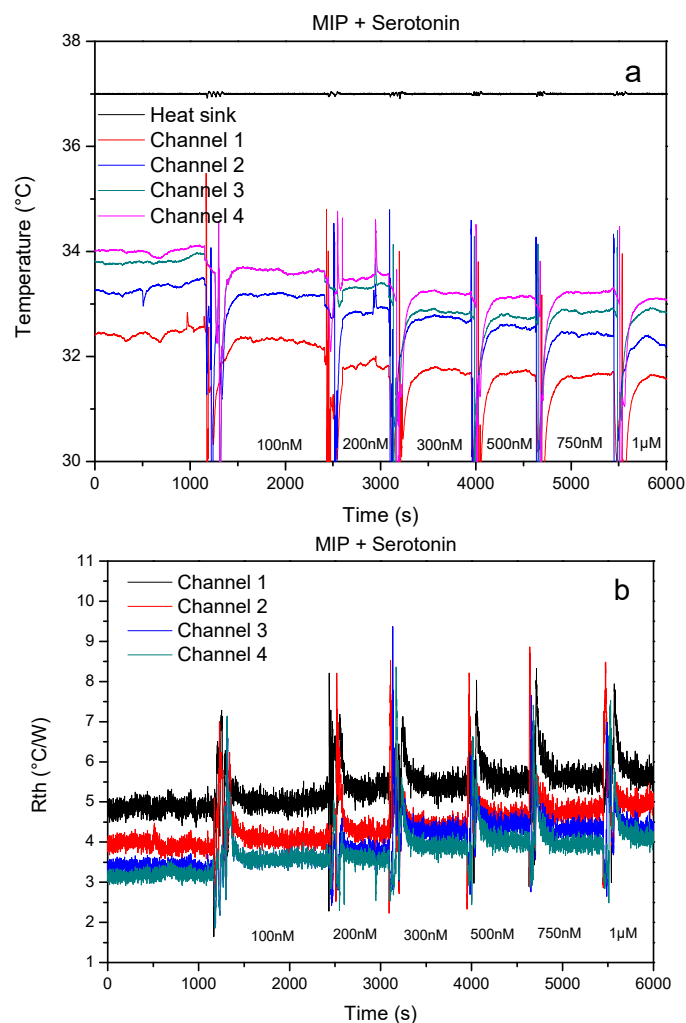 MIP + Serotonin
38
a
Heat sink
Channel 1
36
Channel 2
Channel 3
Channel 4
34
Temperature (°C)
32
100nM 200nM 300nM 500nM 750nM 1µM
30
0 1000 2000 3000 4000 5000 6000
Time (s)
MIP + Serotonin
11
b
Channel 1
10
Channel 2
Channel 3
9
Channel 4
8
7
6
Rth (°C/W)
5
4
3
2
100nM 200nM 300nM 500nM 750nM 1µM
1
0 1000 2000 3000 4000 5000 6000
Time (s)